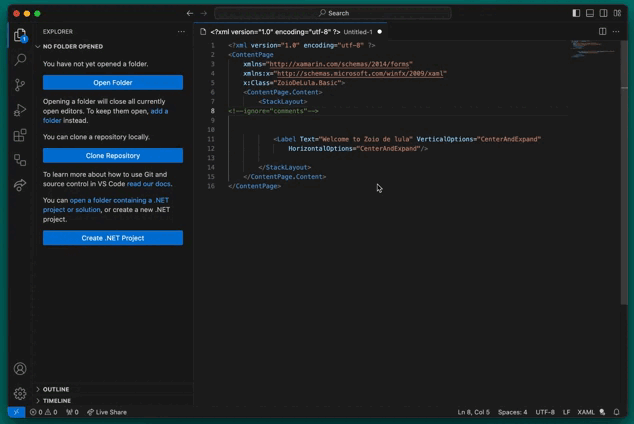 Search
EXPLORER
NO FOLDER OPENED
You have not yet opened a folder.
Open Folder
Opening a folder will close all currently
open editors. To keep them open, add a
folder instead.
You can clone a repository locally.
Clone Repository
To learn more about how to use Git and
source control in VS Code read our docs.
You can open a folder containing a .NET
project or solution, or create a new .NET
project.
Create .NET Project
OUTLINE
TIMELINE
<?xml version="1.0" encoding="utf-8" ?> Untitled-1
1 <?xml version="1.0" encoding="utf-8" ?>
2 <ContentPage
3 xmlns="http://xamarin.com/schemas/2014/forms"
4 xmlns:x="http://schemas.microsoft.com/winfx/2009/xaml"
5 x:Class="ZoioDeLula.Basic">
6 <ContentPage.Content>
7 <StackLayout>
8 <!--ignore="comments"-->
9
10
11 <Label Text="Welcome to Zoio de lula" VerticalOptions="CenterAndExpand"
12 HorizontalOptions="CenterAndExpand"/>
13
14 </StackLayout>
15 </ContentPage.Content>
16 </ContentPage>
1
0 0 0 Live Share
Ln 8, Col 5 Spaces: 4 UTF-8 LF XAML